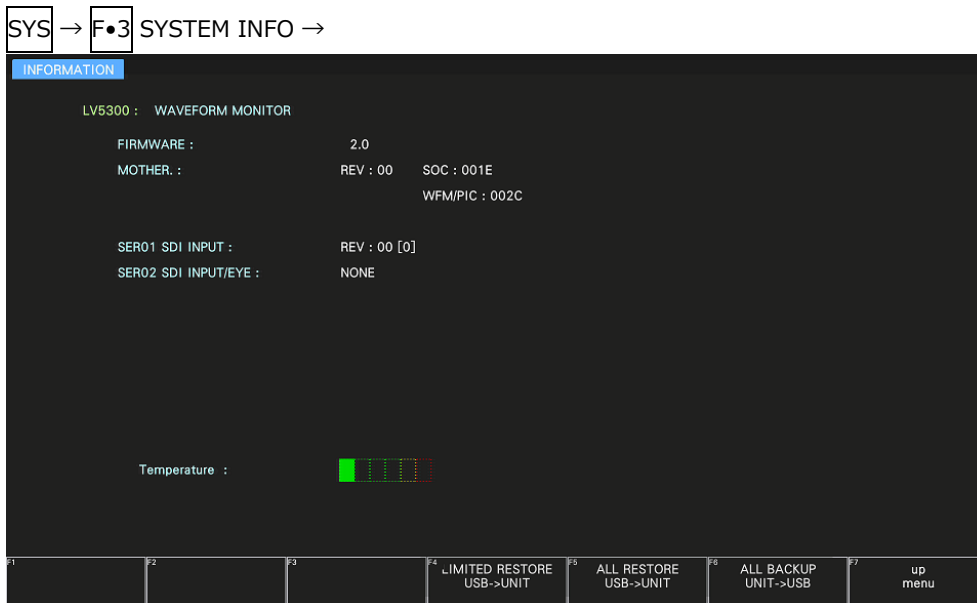 SYS → F•3 SYSTEM INFO →
INFORMATION
LV5300 : WAVEFORM MONITOR
FIRMWARE : 2.0
MOTHER. : REV : 00 SOC : 001E
WFM/PIC : 002C
SER01 SDI INPUT : REV : 00 [0]
SER02 SDI INPUT/EYE : NONE
Temperature :
F1 F2 F3 F4 LIMITED RESTORE F5 ALL RESTORE F6 ALL BACKUP F7 up
USB->UNIT USB->UNIT UNIT->USB menu